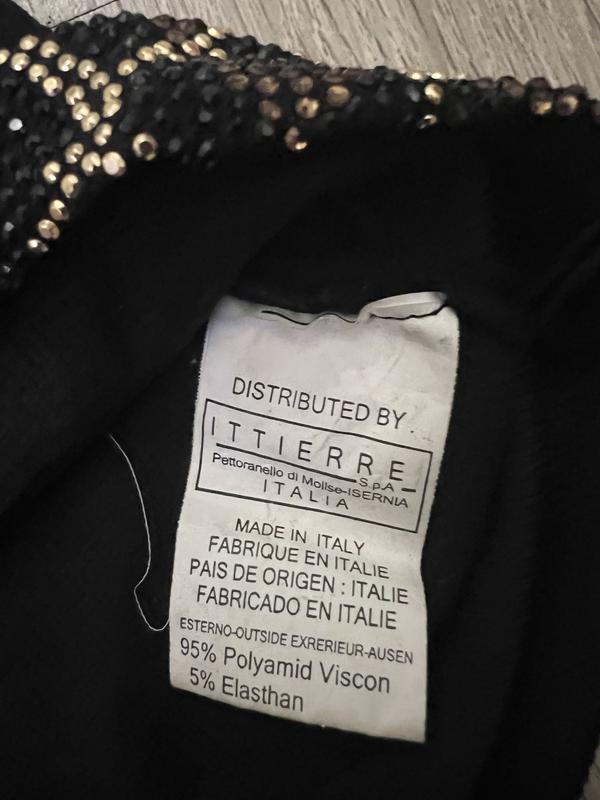 DISTRIBUTED BY
ITTIERRE
S.p.A
Pettoranello di Molise-ISERNIA
ITALIA
MADE IN ITALY
FABRIQUE EN ITALIE
PAIS DE ORIGEN : ITALIE
FABRICADO EN ITALIE
ESTERNO-OUTSIDE EXRERIEUR-AUSEN
95% Polyamid Viscon
5% Elasthan